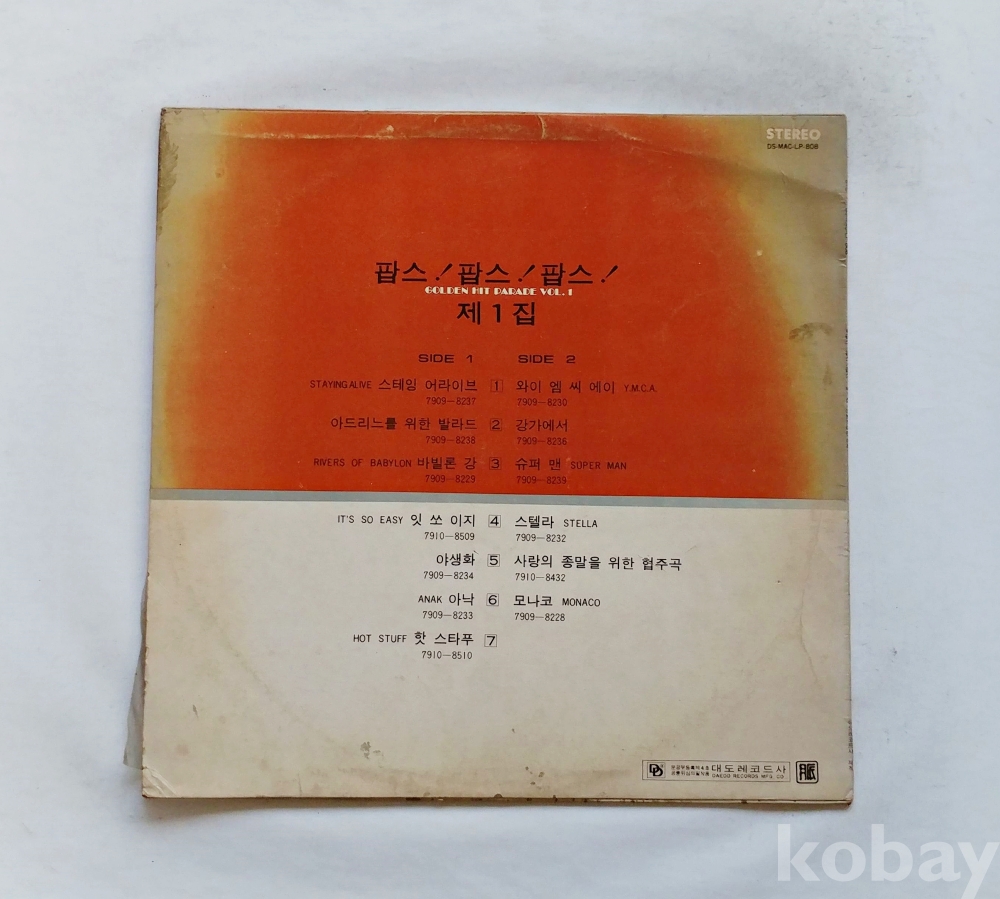 STEREO
DS-MAC-LP-808
팝스! 팝스! 팝스!
GOLDEN HIT PARADE VOL. 1
제 1 집
SIDE 1 SIDE 2
STAYING ALIVE 스테잉 어라이브 1 와이 엠 씨 에이 Y.M.C.A.
7909-8237 7909-8230
아드리느를 위한 발라드 2 강가에서
7909-8238 7909-8236
RIVERS OF BABYLON 바빌론 강 3 슈퍼 맨 SUPER MAN
7909-8229 7909-8239
IT'S SO EASY 잇 쏘 이지 4 스텔라 STELLA
7910-8509 7909-8232
야생화 5 사랑의 종말을 위한 협주곡
7909-8234 7910-8432
ANAK 아낙 6 모나코 MONACO
7909-8233 7909-8228
HOT STUFF 핫 스타푸 7
7910-8510
대도레코드사
DAEDO RECORDS MFG. CO
kobay